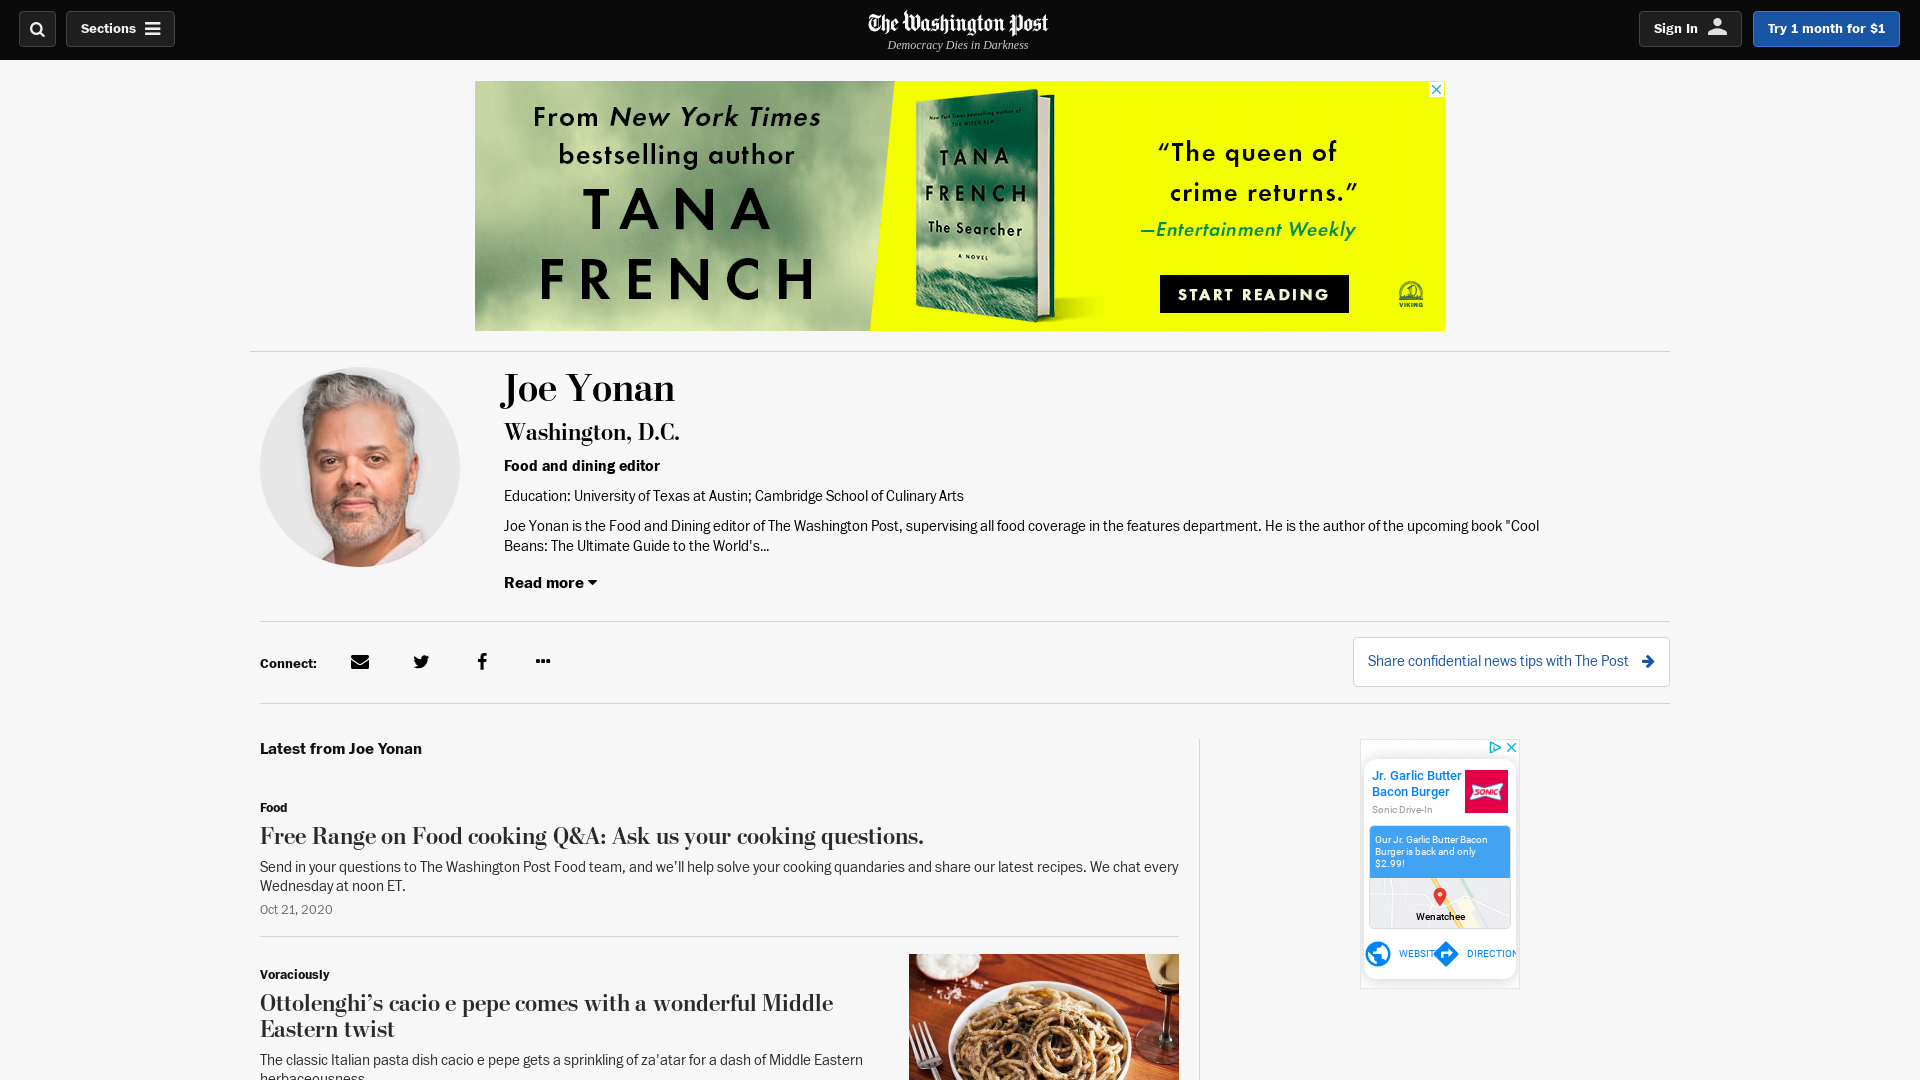 Sections
The Washington Post
Democracy Dies in Darkness
Sign In
Try 1 month for $1
From New York Times
bestselling author
TANA
FRENCH
New York Times bestselling author of
THE WITCH ELM
TANA
FRENCH
The Searcher
A NOVEL
“The queen of
crime returns.”
—Entertainment Weekly
START READING
VIKING
Joe Yonan
Washington, D.C.
Food and dining editor
Education: University of Texas at Austin; Cambridge School of Culinary Arts
Joe Yonan is the Food and Dining editor of The Washington Post, supervising all food coverage in the features department. He is the author of the upcoming book "Cool
Beans: The Ultimate Guide to the World's...
Read more
Connect:
Share confidential news tips with The Post
Latest from Joe Yonan
Food
Free Range on Food cooking Q&A: Ask us your cooking questions.
Send in your questions to The Washington Post Food team, and we’ll help solve your cooking quandaries and share our latest recipes. We chat every
Wednesday at noon ET.
Oct 21, 2020
Voraciously
Ottolenghi’s cacio e pepe comes with a wonderful Middle
Eastern twist
The classic Italian pasta dish cacio e pepe gets a sprinkling of za'atar for a dash of Middle Eastern
herbaceousness.
Jr. Garlic Butter
Bacon Burger
Sonic Drive-In
SONIC
Our Jr. Garlic Butter Bacon
Burger is back and only
$2.99!
Wenatchee
WEBSIT
DIRECTION